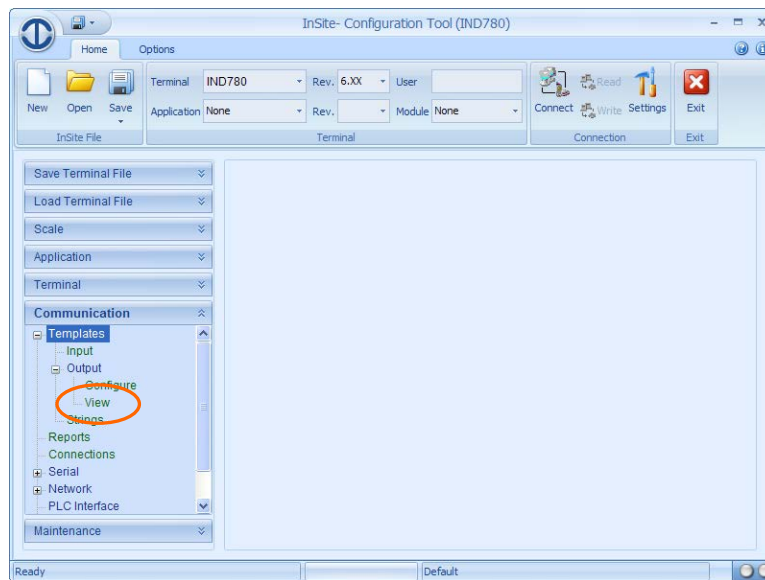 InSite- Configuration Tool (IND780)
Home Options
New Open Save
InSite File
Terminal IND780 Rev. 6.XX User
Application None Rev. Module None
Terminal
Connect Read Write Settings
Connection
Exit
Exit
Save Terminal File
Load Terminal File
Scale
Application
Terminal
Communication
Templates
Input
Output
Configure
View
Strings
Reports
Connections
Serial
Network
PLC Interface
Maintenance
Ready Default